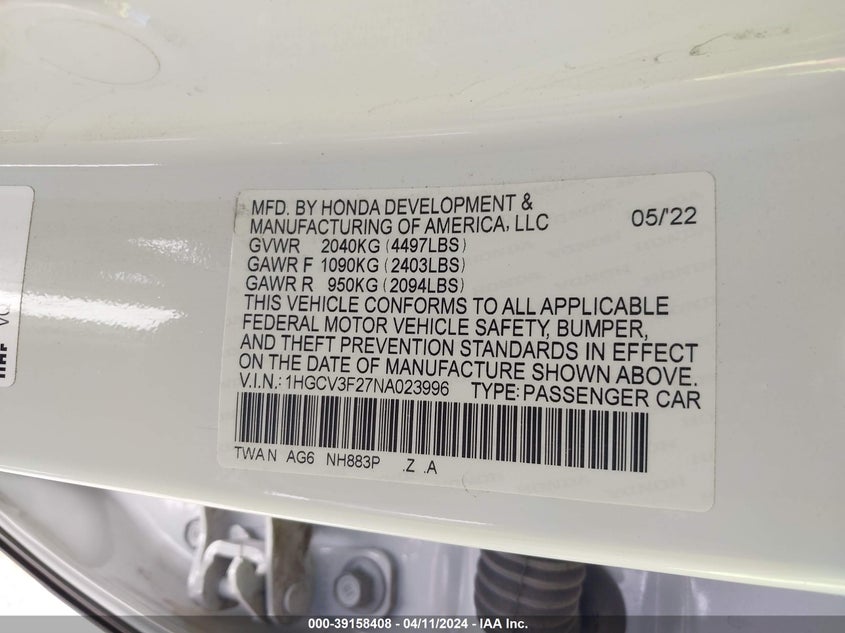 MFD. BY HONDA DEVELOPMENT &
MANUFACTURING OF AMERICA, LLC
05/'22
GVWR 2040KG (4497LBS)
GAWR F 1090KG (2403LBS)
GAWR R 950KG (2094LBS)
THIS VEHICLE CONFORMS TO ALL APPLICABLE
FEDERAL MOTOR VEHICLE SAFETY, BUMPER,
AND THEFT PREVENTION STANDARDS IN EFFECT
ON THE DATE OF MANUFACTURE SHOWN ABOVE.
V.I.N.: 1HGCV3F27NA023996 TYPE: PASSENGER CAR
TWA N AG6 NH883P .Z .A
000-39158408 - 04/11/2024 - IAA Inc.